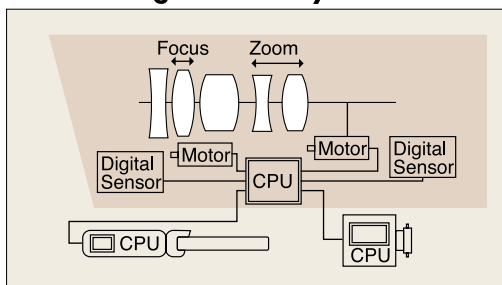 Focus
Zoom
Motor
Motor
Digital
Sensor
Digital
Sensor
CPU
CPU
CPU